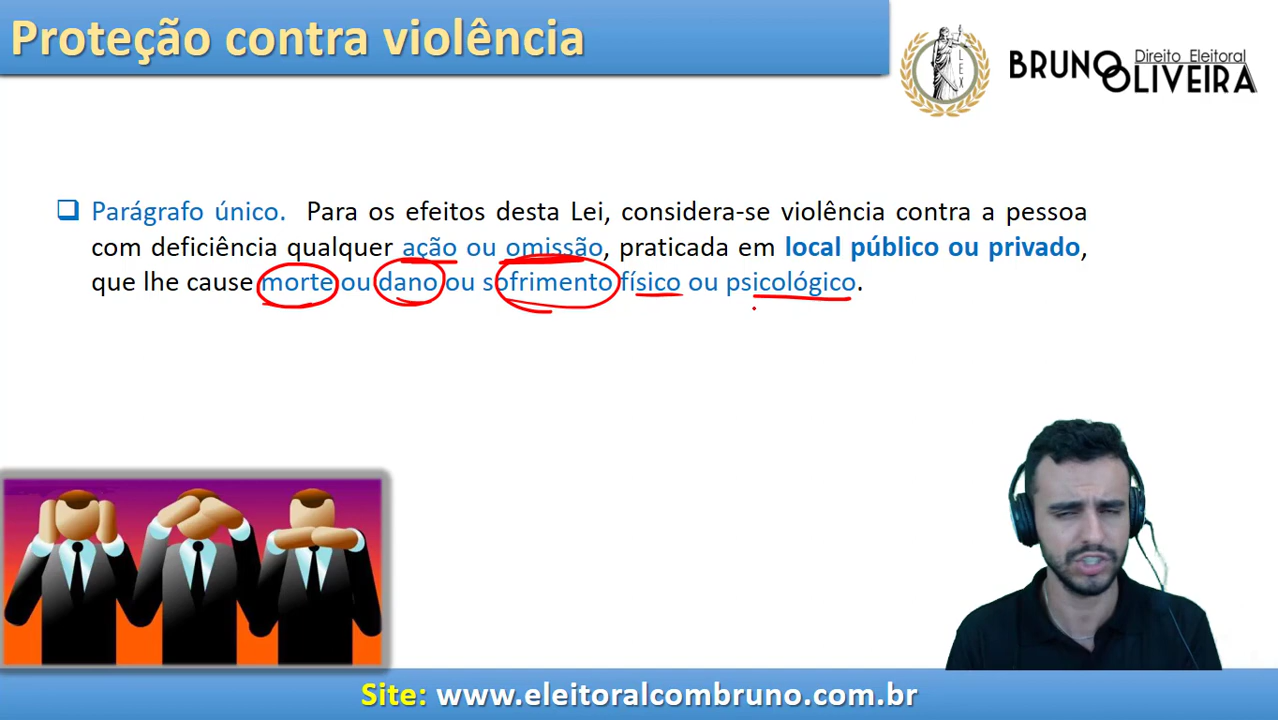 Proteção contra violência
LEX
Direito Eleitoral
BRUNO
OLIVEIRA
Parágrafo único. Para os efeitos desta Lei, considera-se violência contra a pessoa
com deficiência qualquer ação ou omissão, praticada em local público ou privado,
que lhe cause morte ou dano ou sofrimento físico ou psicológico.
Site: www.eleitoralcombruno.com.br